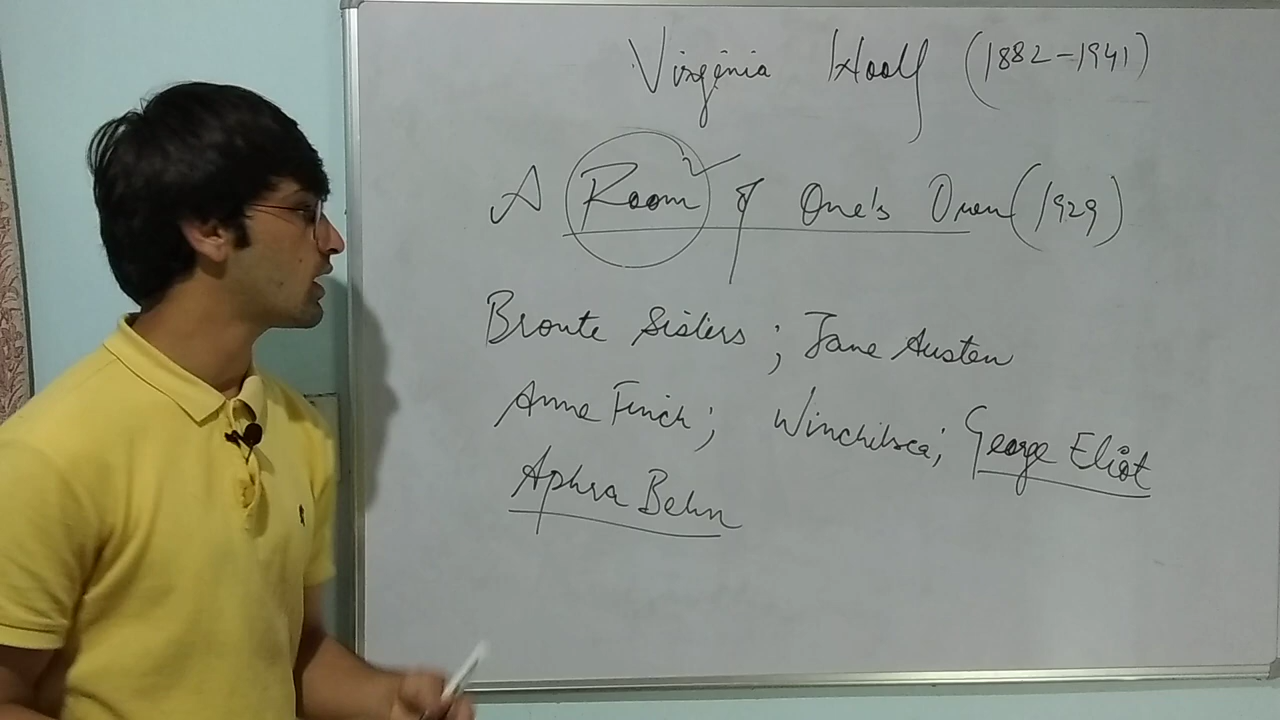 Virginia Woolf (1882-1941)
A Room of One's Own (1929)
Bronte Sisters; Jane Austen
Anne Finch; Winchilsea; George Eliot
Aphra Behn